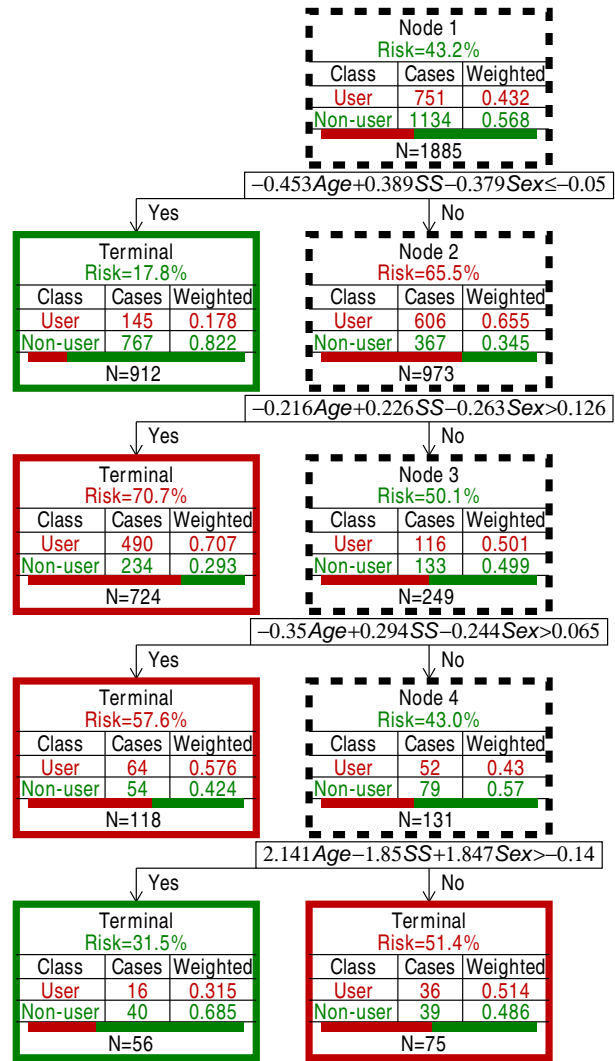 Node 1
Risk=43.2%
Class Cases Weighted
User 751 0.432
Non-user 1134 0.568
N=1885
−0.453Age+0.389SS−0.379Sex≤−0.05
Yes No
Terminal
Risk=17.8%
Class Cases Weighted
User 145 0.178
Non-user 767 0.822
N=912
Node 2
Risk=65.5%
Class Cases Weighted
User 606 0.655
Non-user 367 0.345
N=973
−0.216Age+0.226SS−0.263Sex>0.126
Yes No
Terminal
Risk=70.7%
Class Cases Weighted
User 490 0.707
Non-user 234 0.293
N=724
Node 3
Risk=50.1%
Class Cases Weighted
User 116 0.501
Non-user 133 0.499
N=249
−0.35Age+0.294SS−0.244Sex>0.065
Yes No
Terminal
Risk=57.6%
Class Cases Weighted
User 64 0.576
Non-user 54 0.424
N=118
Node 4
Risk=43.0%
Class Cases Weighted
User 52 0.43
Non-user 79 0.57
N=131
2.141Age−1.85SS+1.847Sex>−0.14
Yes No
Terminal
Risk=31.5%
Class Cases Weighted
User 16 0.315
Non-user 40 0.685
N=56
Terminal
Risk=51.4%
Class Cases Weighted
User 36 0.514
Non-user 39 0.486
N=75